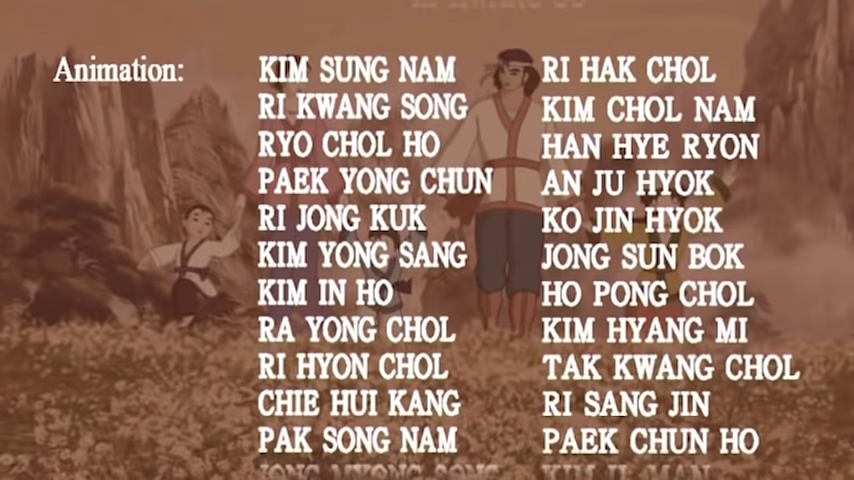 Animation: KIM SUNG NAM RI HAK CHOL
RI KWANG SONG KIM CHOL NAM
RYO CHOL HO HAN HYE RYON
PAEK YONG CHUN AN JU HYOK
RI JONG KUK KO JIN HYOK
KIM YONG SANG JONG SUN BOK
KIM IN HO HO PONG CHOL
RA YONG CHOL KIM HYANG MI
RI HYON CHOL TAK KWANG CHOL
CHIE HUI KANG RI SANG JIN
PAK SONG NAM PAEK CHUN HO